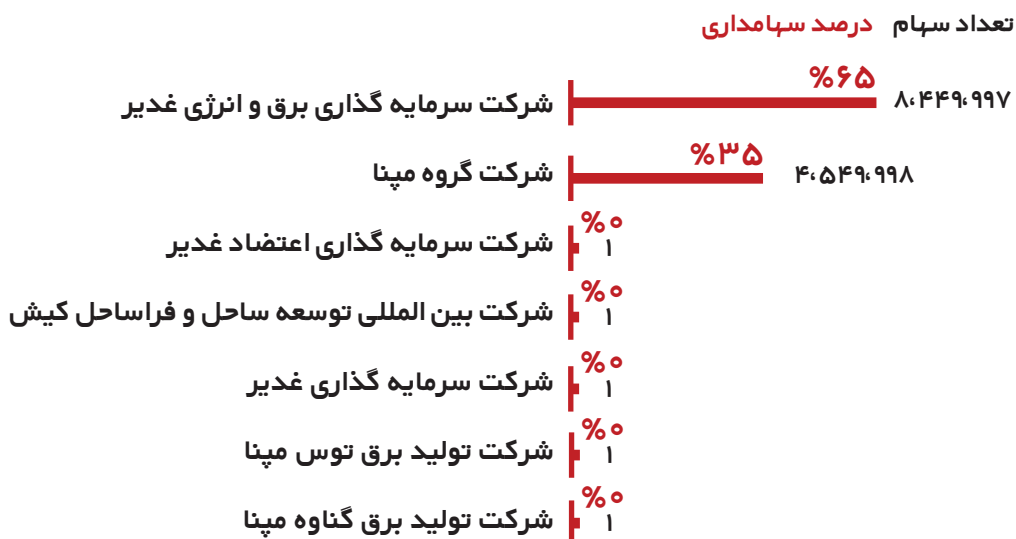 تعداد سهام درصد سهامداری
%۶۵
۸،۴۴۹،۹۹۷ شرکت سرمایه گذاری برق و انرژی غدیر
%۳۵
۴،۵۴۹،۹۹۸ شرکت گروه مپنا
%۰
۱ شرکت سرمایه گذاری اعتضاد غدیر
%۰
۱ شرکت بین المللی توسعه ساحل و فراساحل کیش
%۰
۱ شرکت سرمایه گذاری غدیر
%۰
۱ شرکت تولید برق توس مپنا
%۰
۱ شرکت تولید برق گناوه مپنا